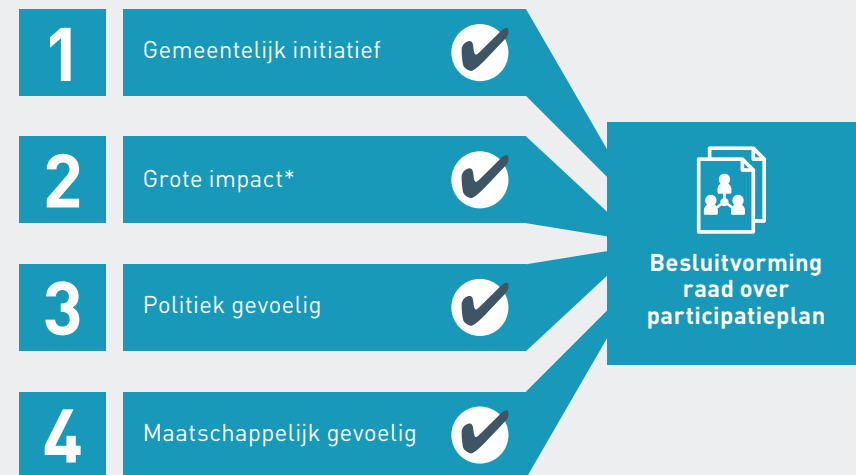 1
Gemeentelijk initiatief
2
Grote impact*
3
Politiek gevoelig
4
Maatschappelijk gevoelig
Besluitvorming
raad over
participatieplan